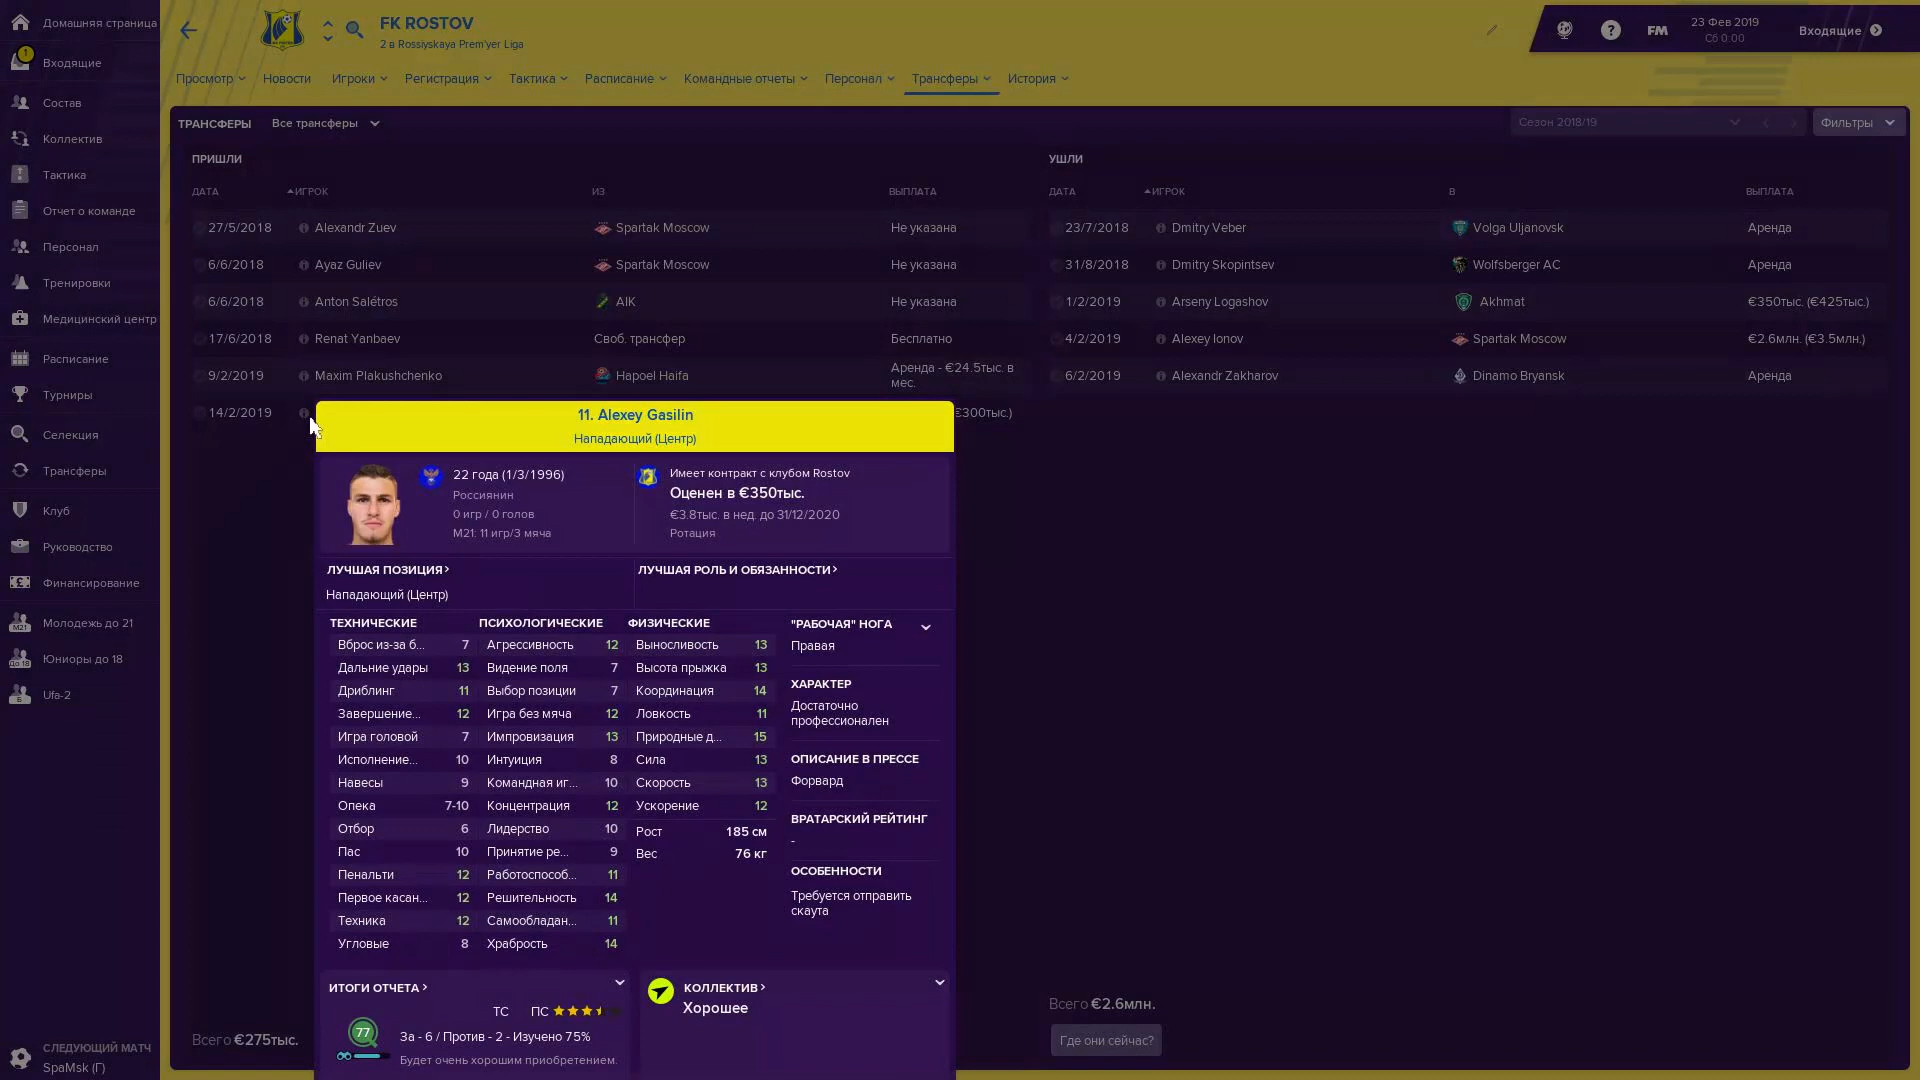 Домашняя страница
1
Входящие
Состав
Коллектив
Тактика
Отчет о команде
Персонал
Тренировки
Медицинский центр
Расписание
Турниры
Селекция
Трансферы
Клуб
Руководство
Финансирование
Молодежь до 21
Юниоры до 18
Ufa-2
СЛЕДУЮЩИЙ МАТЧ
SpaMsk (Г)
FK ROSTOV
2 в Rossiyskaya Prem'yer Liga
FM
23 Фев 2019
Сб 0:00
Входящие
Просмотр Новости Игроки Регистрация Тактика Расписание Командные отчеты Персонал Трансферы История
ТРАНСФЕРЫ Все трансферы
Сезон 2018/19
Фильтры
ПРИШЛИ
ДАТА ИГРОК ИЗ ВЫПЛАТА
27/5/2018 Alexandr Zuev Spartak Moscow Не указана
6/6/2018 Ayaz Guliev Spartak Moscow Не указана
6/6/2018 Anton Salétros AIK Не указана
17/6/2018 Renat Yanbaev Своб. трансфер Бесплатно
9/2/2019 Maxim Plakushchenko Hapoel Haifa Аренда - €24.5тыс. в
мес.
14/2/2019 €300тыс.)
Всего €275тыс.
УШЛИ
ДАТА ИГРОК В ВЫПЛАТА
23/7/2018 Dmitry Veber Volga Uljanovsk Аренда
31/8/2018 Dmitry Skopintsev Wolfsberger AC Аренда
1/2/2019 Arseny Logashov Akhmat €350тыс. (€425тыс.)
4/2/2019 Alexey Ionov Spartak Moscow €2.6млн. (€3.5млн.)
6/2/2019 Alexandr Zakharov Dinamo Bryansk Аренда
Всего €2.6млн.
Где они сейчас?
11. Alexey Gasilin
Нападающий (Центр)
22 года (1/3/1996)
Россиянин
0 игр / 0 голов
М21: 11 игр/3 мяча
Имеет контракт с клубом Rostov
Оценен в €350тыс.
€3.8тыс. в нед. до 31/12/2020
Ротация
ЛУЧШАЯ ПОЗИЦИЯ
Нападающий (Центр)
ЛУЧШАЯ РОЛЬ И ОБЯЗАННОСТИ
ТЕХНИЧЕСКИЕ
Вброс из-за б... 7
Дальние удары 13
Дриблинг 11
Завершение... 12
Игра головой 7
Исполнение... 10
Навесы 9
Опека 7-10
Отбор 6
Пас 10
Пенальти 12
Первое касан... 12
Техника 12
Угловые 8
ПСИХОЛОГИЧЕСКИЕ
Агрессивность 12
Видение поля 7
Выбор позиции 7
Игра без мяча 12
Импровизация 13
Интуиция 8
Командная иг... 10
Концентрация 12
Лидерство 10
Принятие ре... 9
Работоспособ... 11
Решительность 14
Самообладан... 11
Храбрость 14
ФИЗИЧЕСКИЕ
Выносливость 13
Высота прыжка 13
Координация 14
Ловкость 11
Природные д... 15
Сила 13
Скорость 13
Ускорение 12
Рост 185 см
Вес 76 кг
"РАБОЧАЯ" НОГА
Правая
ХАРАКТЕР
Достаточно
профессионален
ОПИСАНИЕ В ПРЕССЕ
Форвард
ВРАТАРСКИЙ РЕЙТИНГ
-
ОСОБЕННОСТИ
Требуется отправить
скаута
ИТОГИ ОТЧЕТА
ТС ПС
77
За - 6 / Против - 2 - Изучено 75%
Будет очень хорошим приобретением.
КОЛЛЕКТИВ
Хорошее